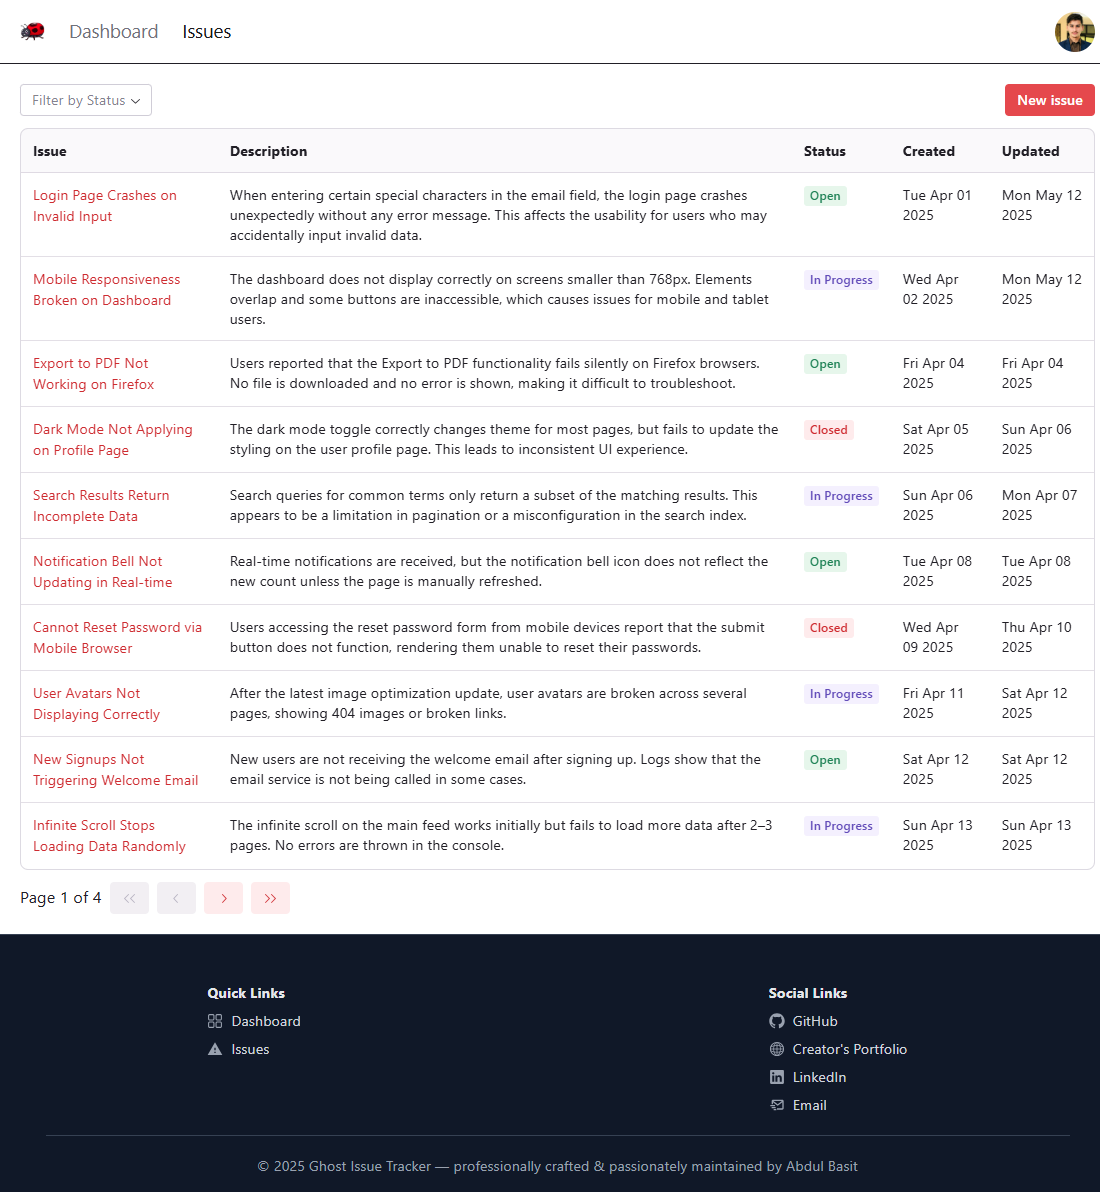 Dashboard Issues
Filter by Status
New issue
Issue Description Status Created Updated
Login Page Crashes on
Invalid Input
When entering certain special characters in the email field, the login page crashes
unexpectedly without any error message. This affects the usability for users who may
accidentally input invalid data.
Open
Tue Apr 01
2025
Mon May 12
2025
Mobile Responsiveness
Broken on Dashboard
The dashboard does not display correctly on screens smaller than 768px. Elements
overlap and some buttons are inaccessible, which causes issues for mobile and tablet
users.
In Progress
Wed Apr
02 2025
Mon May 12
2025
Export to PDF Not
Working on Firefox
Users reported that the Export to PDF functionality fails silently on Firefox browsers.
No file is downloaded and no error is shown, making it difficult to troubleshoot.
Open
Fri Apr 04
2025
Fri Apr 04
2025
Dark Mode Not Applying
on Profile Page
The dark mode toggle correctly changes theme for most pages, but fails to update the
styling on the user profile page. This leads to inconsistent UI experience.
Closed
Sat Apr 05
2025
Sun Apr 06
2025
Search Results Return
Incomplete Data
Search queries for common terms only return a subset of the matching results. This
appears to be a limitation in pagination or a misconfiguration in the search index.
In Progress
Sun Apr 06
2025
Mon Apr 07
2025
Notification Bell Not
Updating in Real-time
Real-time notifications are received, but the notification bell icon does not reflect the
new count unless the page is manually refreshed.
Open
Tue Apr 08
2025
Tue Apr 08
2025
Cannot Reset Password via
Mobile Browser
Users accessing the reset password form from mobile devices report that the submit
button does not function, rendering them unable to reset their passwords.
Closed
Wed Apr
09 2025
Thu Apr 10
2025
User Avatars Not
Displaying Correctly
After the latest image optimization update, user avatars are broken across several
pages, showing 404 images or broken links.
In Progress
Fri Apr 11
2025
Sat Apr 12
2025
New Signups Not
Triggering Welcome Email
New users are not receiving the welcome email after signing up. Logs show that the
email service is not being called in some cases.
Open
Sat Apr 12
2025
Sat Apr 12
2025
Infinite Scroll Stops
Loading Data Randomly
The infinite scroll on the main feed works initially but fails to load more data after 2–3
pages. No errors are thrown in the console.
In Progress
Sun Apr 13
2025
Sun Apr 13
2025
Page 1 of 4
Quick Links
Dashboard
Issues
Social Links
GitHub
Creator's Portfolio
LinkedIn
Email
© 2025 Ghost Issue Tracker — professionally crafted & passionately maintained by Abdul Basit